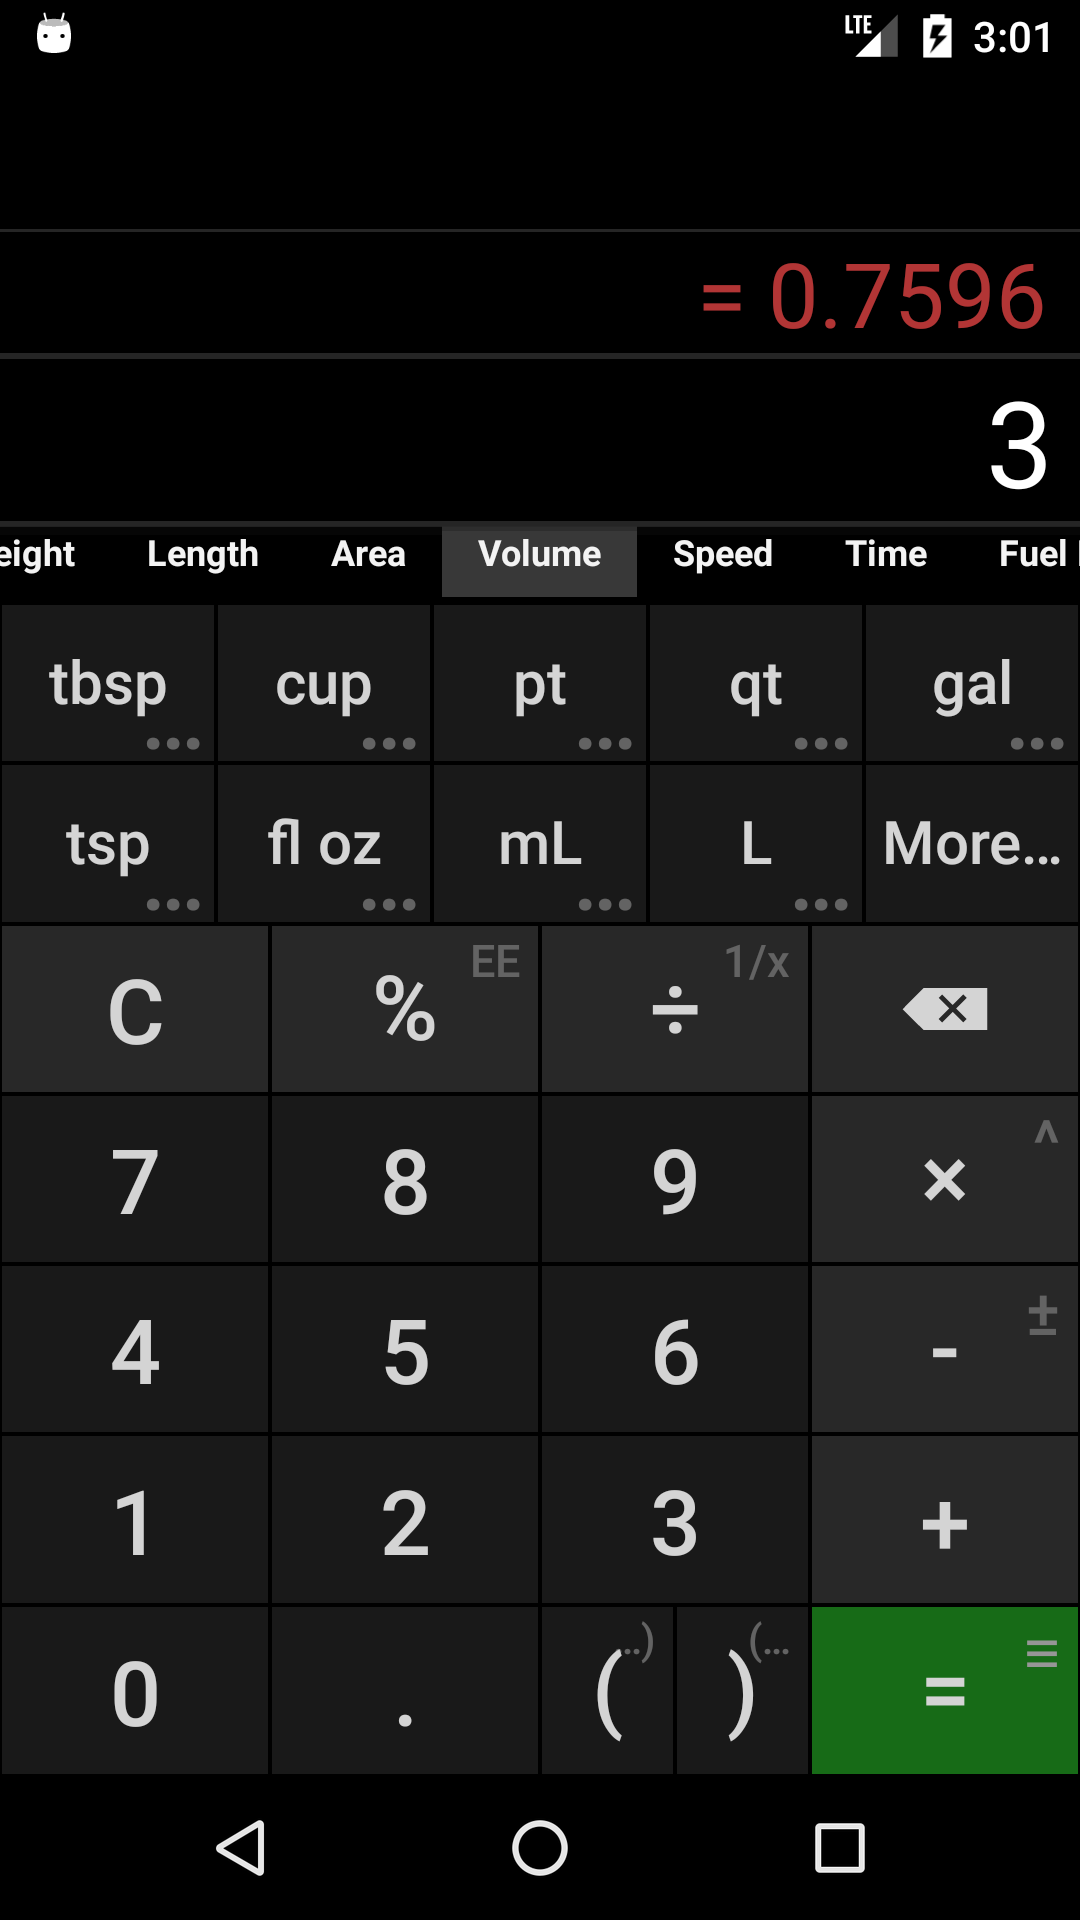 LTE 3:01
= 0.7596
3
eight Length Area Volume Speed Time Fuel
tbsp cup pt qt gal
tsp fl oz mL L More...
C % EE ÷ 1/x
7 8 9 × ^
4 5 6 - ±
1 2 3 +
0 . ( ..) ) (... = ≡